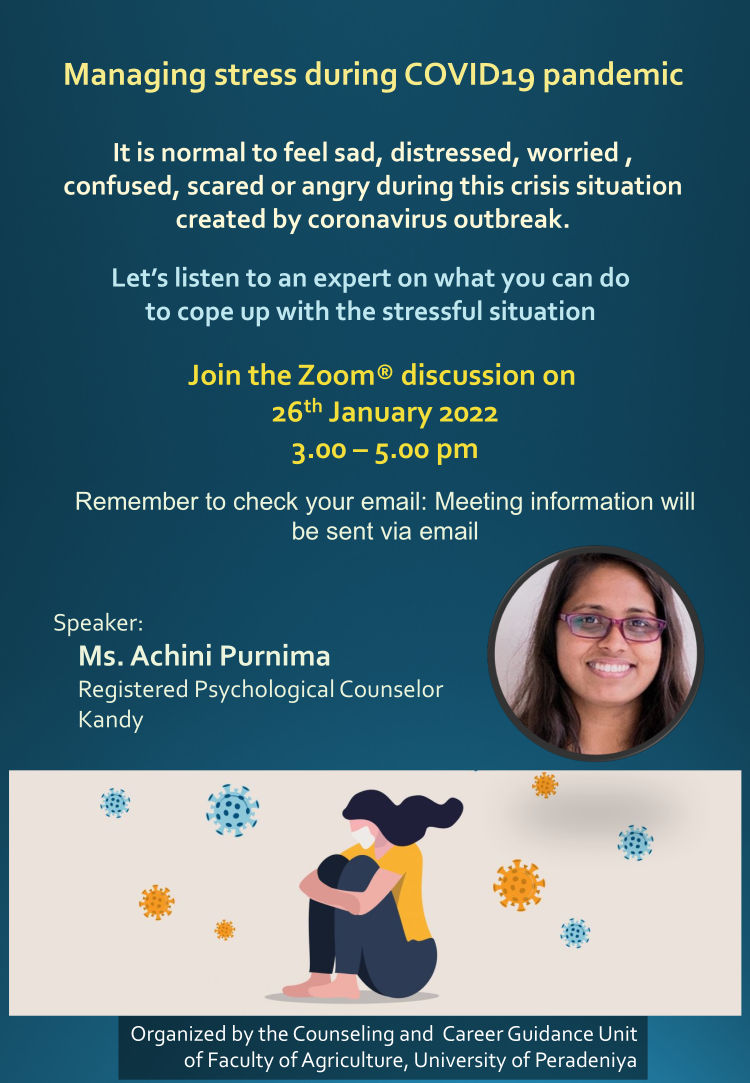 Managing stress during COVID19 pandemic
It is normal to feel sad, distressed, worried ,
confused, scared or angry during this crisis situation
created by coronavirus outbreak.
Let’s listen to an expert on what you can do
to cope up with the stressful situation
Join the Zoom® discussion on
26th January 2022
3.00 – 5.00 pm
Remember to check your email: Meeting information will
be sent via email
Speaker:
Ms. Achini Purnima
Registered Psychological Counselor
Kandy
Organized by the Counseling and  Career Guidance Unit
of Faculty of Agriculture, University of Peradeniya